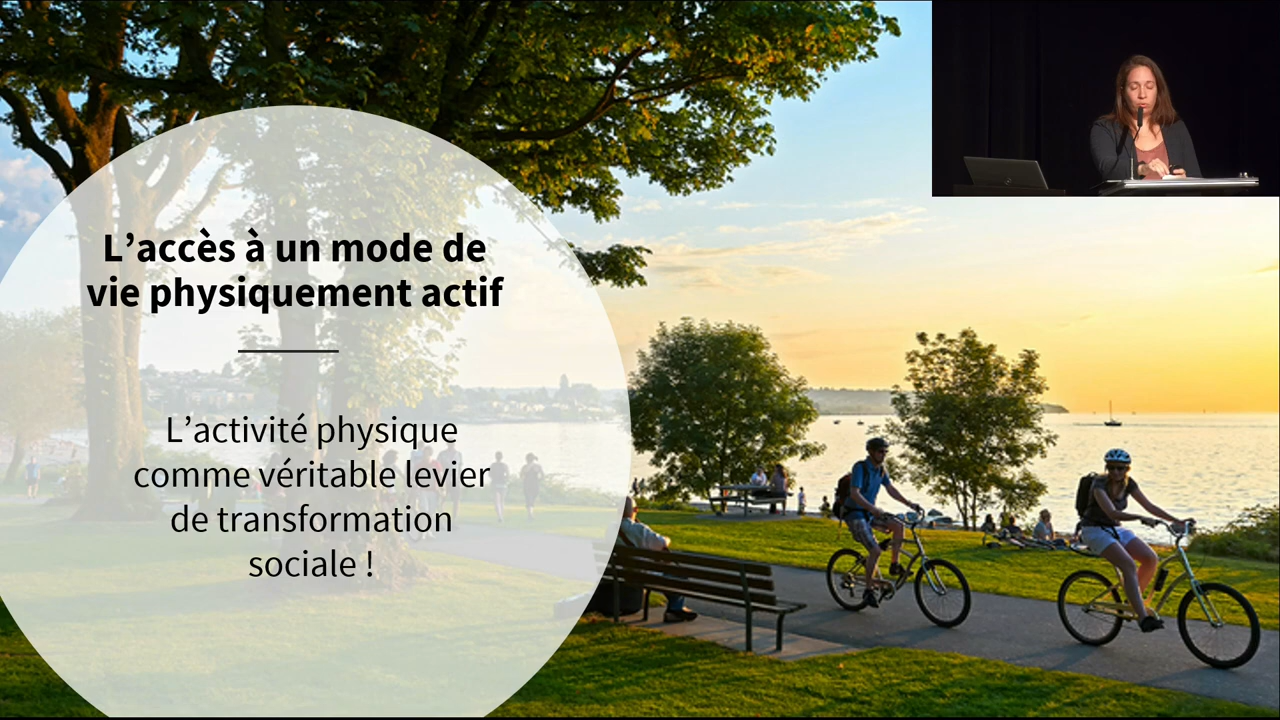 L’accès à un mode de
vie physiquement actif
L’activité physique
comme véritable levier
de transformation
sociale !